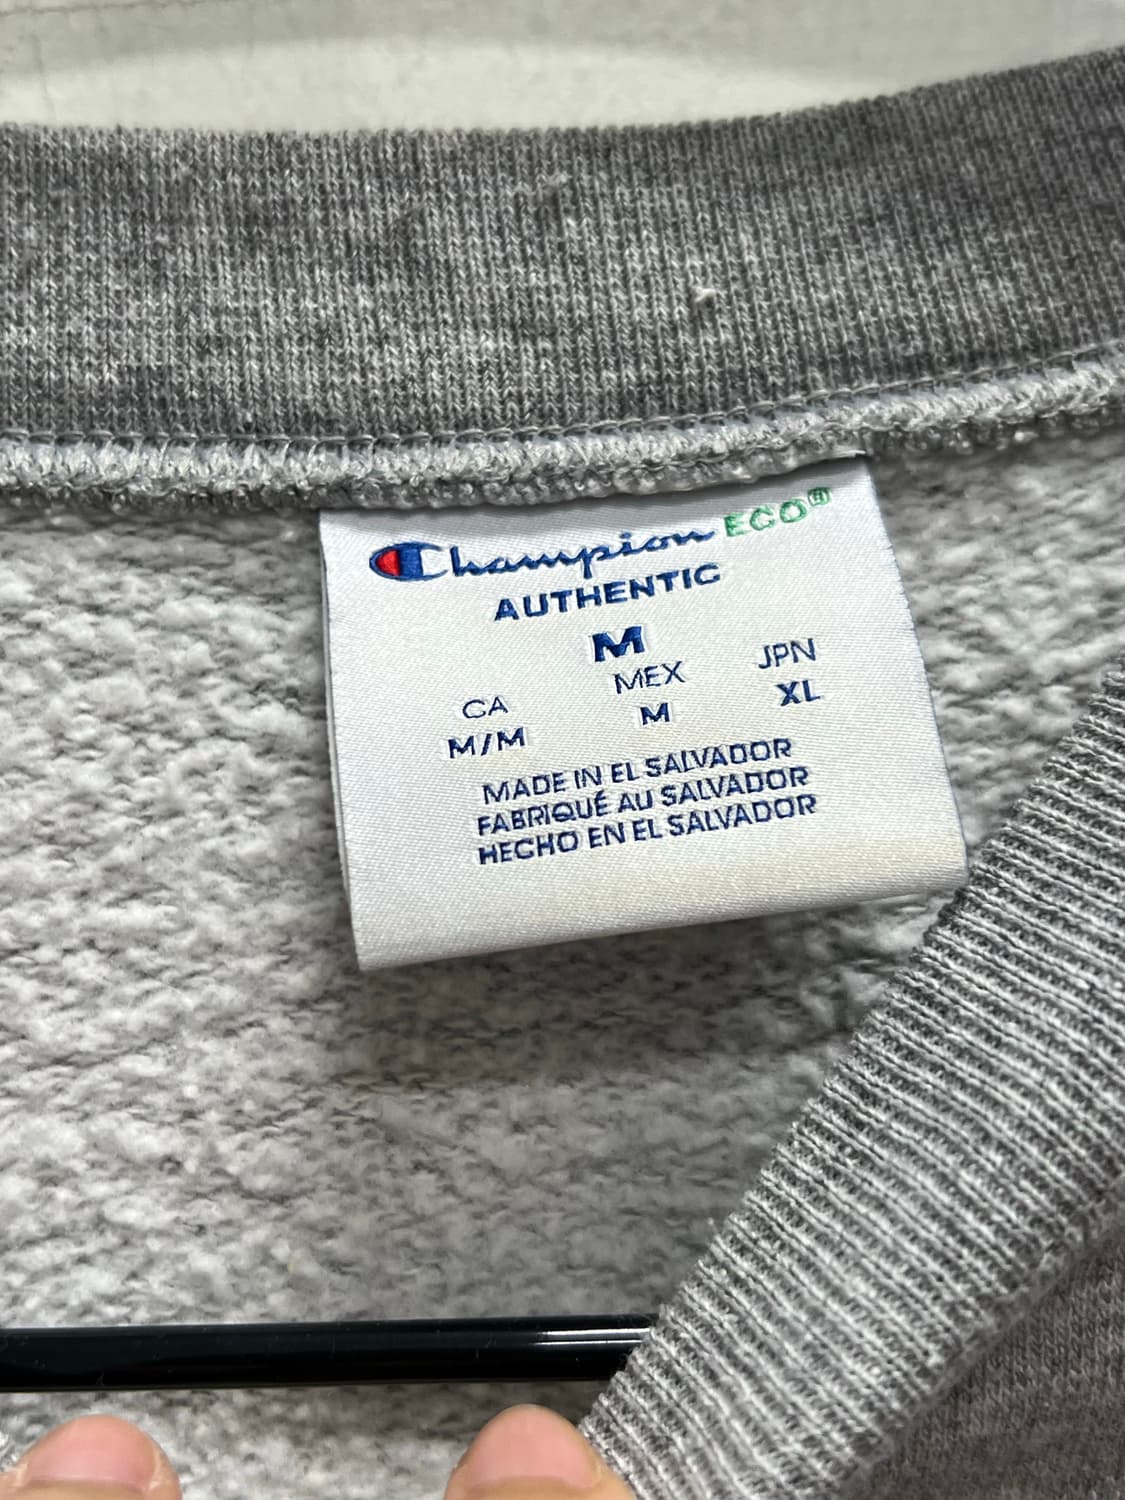 Champion ECO®
AUTHENTIC
M
CA MEX JPN
M/M M XL
MADE IN EL SALVADOR
FABRIQUÉ AU SALVADOR
HECHO EN EL SALVADOR